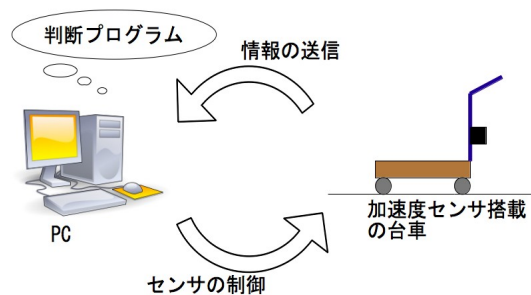 判断プログラム
情報の送信
PC
加速度センサ搭載
の台車
センサの制御